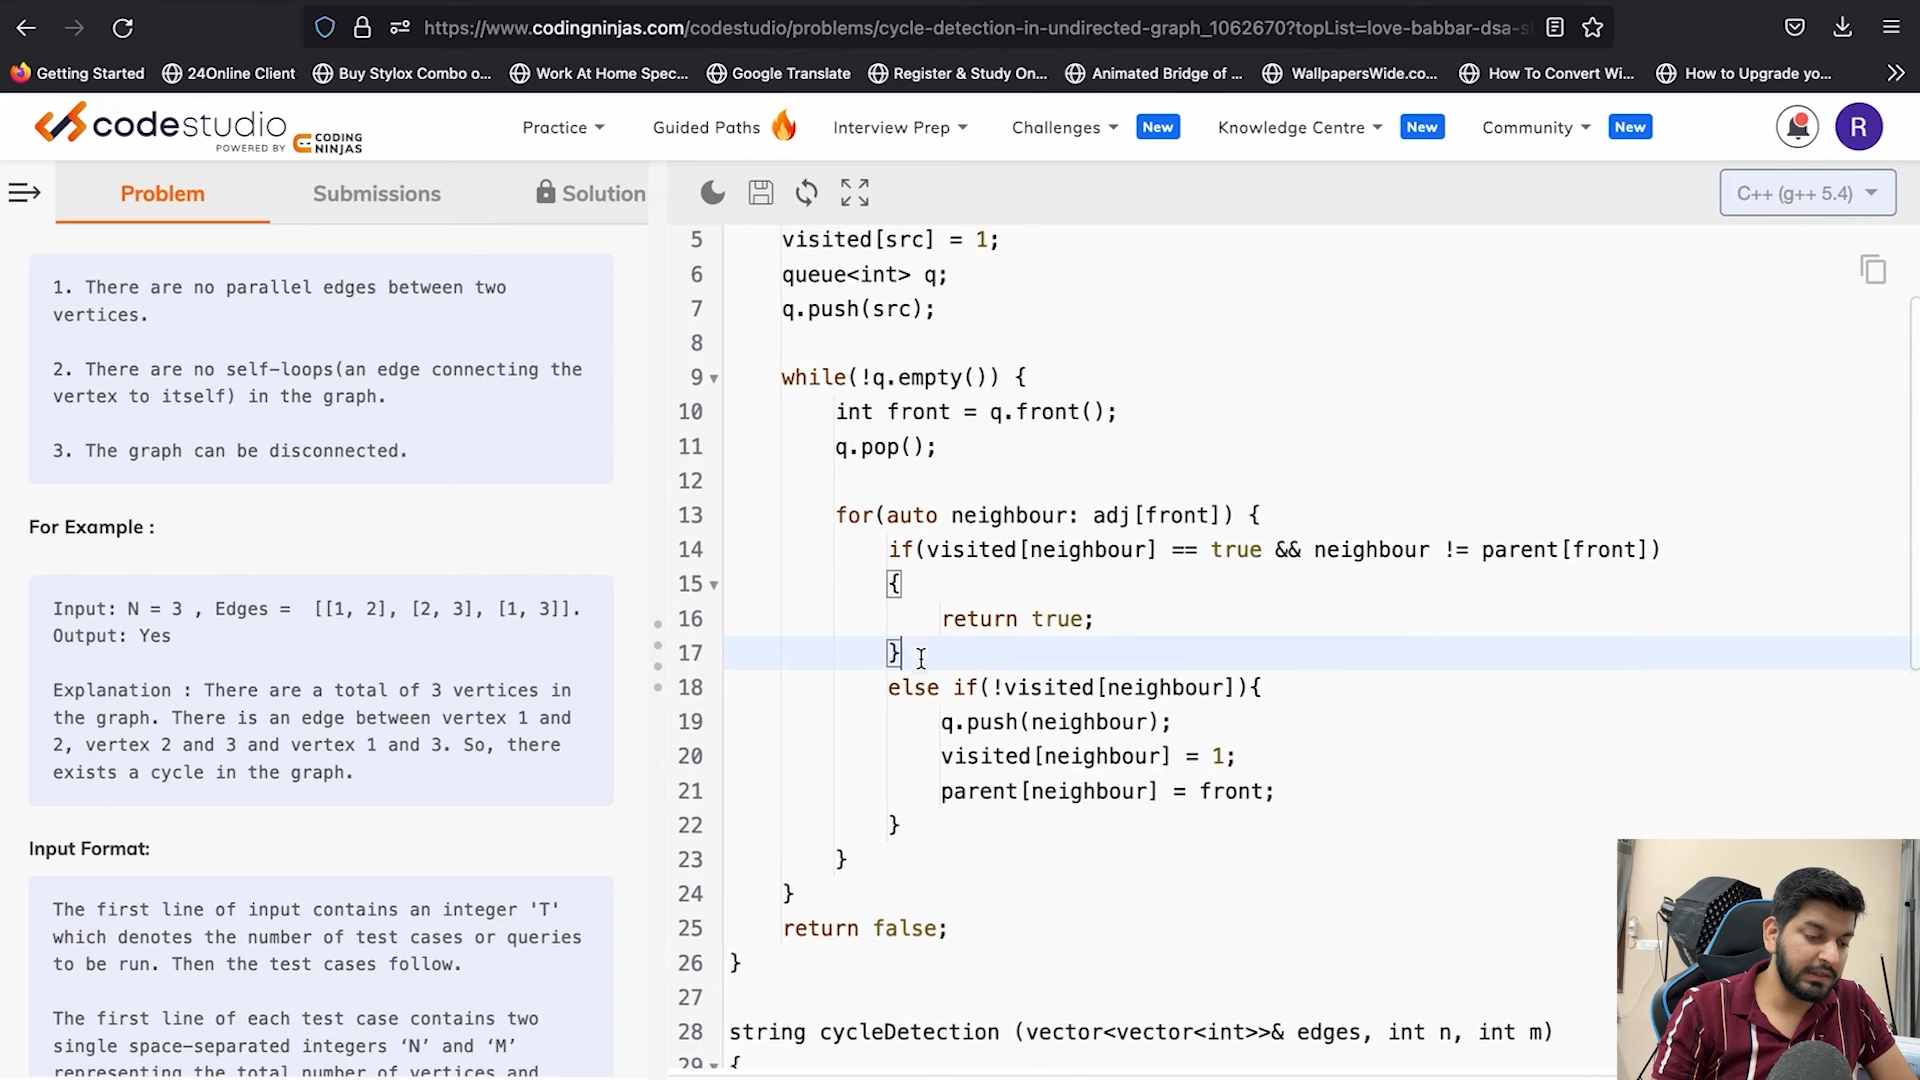 https://www.codingninjas.com/codestudio/problems/cycle-detection-in-undirected-graph_1062670?topList=love-babbar-dsa-s
Getting Started
24Online Client
Buy Stylox Combo o...
Work At Home Spec...
Google Translate
Register & Study On...
Animated Bridge of ...
WallpapersWide.co...
How To Convert Wi...
How to Upgrade yo...
codestudio
POWERED BY CODING NINJAS
Practice
Guided Paths
Interview Prep
Challenges
New
Knowledge Centre
New
Community
New
R
Problem
Submissions
Solution
C++ (g++ 5.4)
1. There are no parallel edges between two
vertices.
2. There are no self-loops(an edge connecting the
vertex to itself) in the graph.
3. The graph can be disconnected.
For Example :
Input: N = 3 , Edges =  [[1, 2], [2, 3], [1, 3]].
Output: Yes
Explanation : There are a total of 3 vertices in
the graph. There is an edge between vertex 1 and
2, vertex 2 and 3 and vertex 1 and 3. So, there
exists a cycle in the graph.
Input Format:
The first line of input contains an integer 'T'
which denotes the number of test cases or queries
to be run. Then the test cases follow.
The first line of each test case contains two
single space-separated integers ‘N’ and ‘M’
representing the total number of vertices and
5 visited[src] = 1;
6 queue<int> q;
7 q.push(src);
8
9 while(!q.empty()) {
10 int front = q.front();
11 q.pop();
12
13 for(auto neighbour: adj[front]) {
14 if(visited[neighbour] == true && neighbour != parent[front])
15 {
16 return true;
17 }
18 else if(!visited[neighbour]){
19 q.push(neighbour);
20 visited[neighbour] = 1;
21 parent[neighbour] = front;
22 }
23 }
24 }
25 return false;
26 }
27
28 string cycleDetection (vector<vector<int>>& edges, int n, int m)
29 {